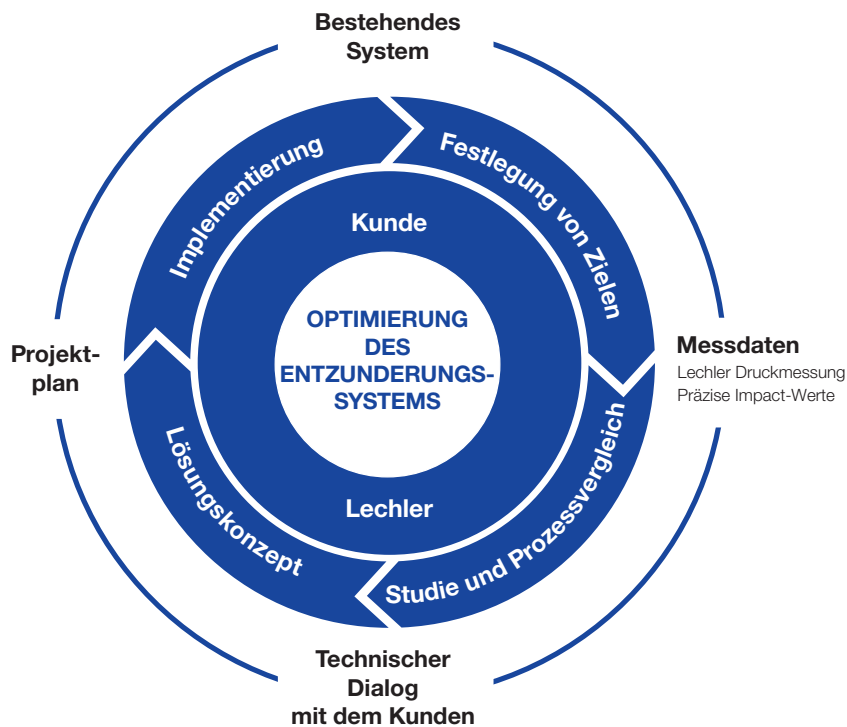 Bestehendes
System
Implementierung
Festlegung von Zielen
Kunde
OPTIMIERUNG
DES
ENTZUNDERUNGS-
SYSTEMS
Projekt-
plan
Messdaten
Lechler Druckmessung
Präzise Impact-Werte
Lösungskonzept
Lechler
Studie und Prozessvergleich
Technischer
Dialog
mit dem Kunden